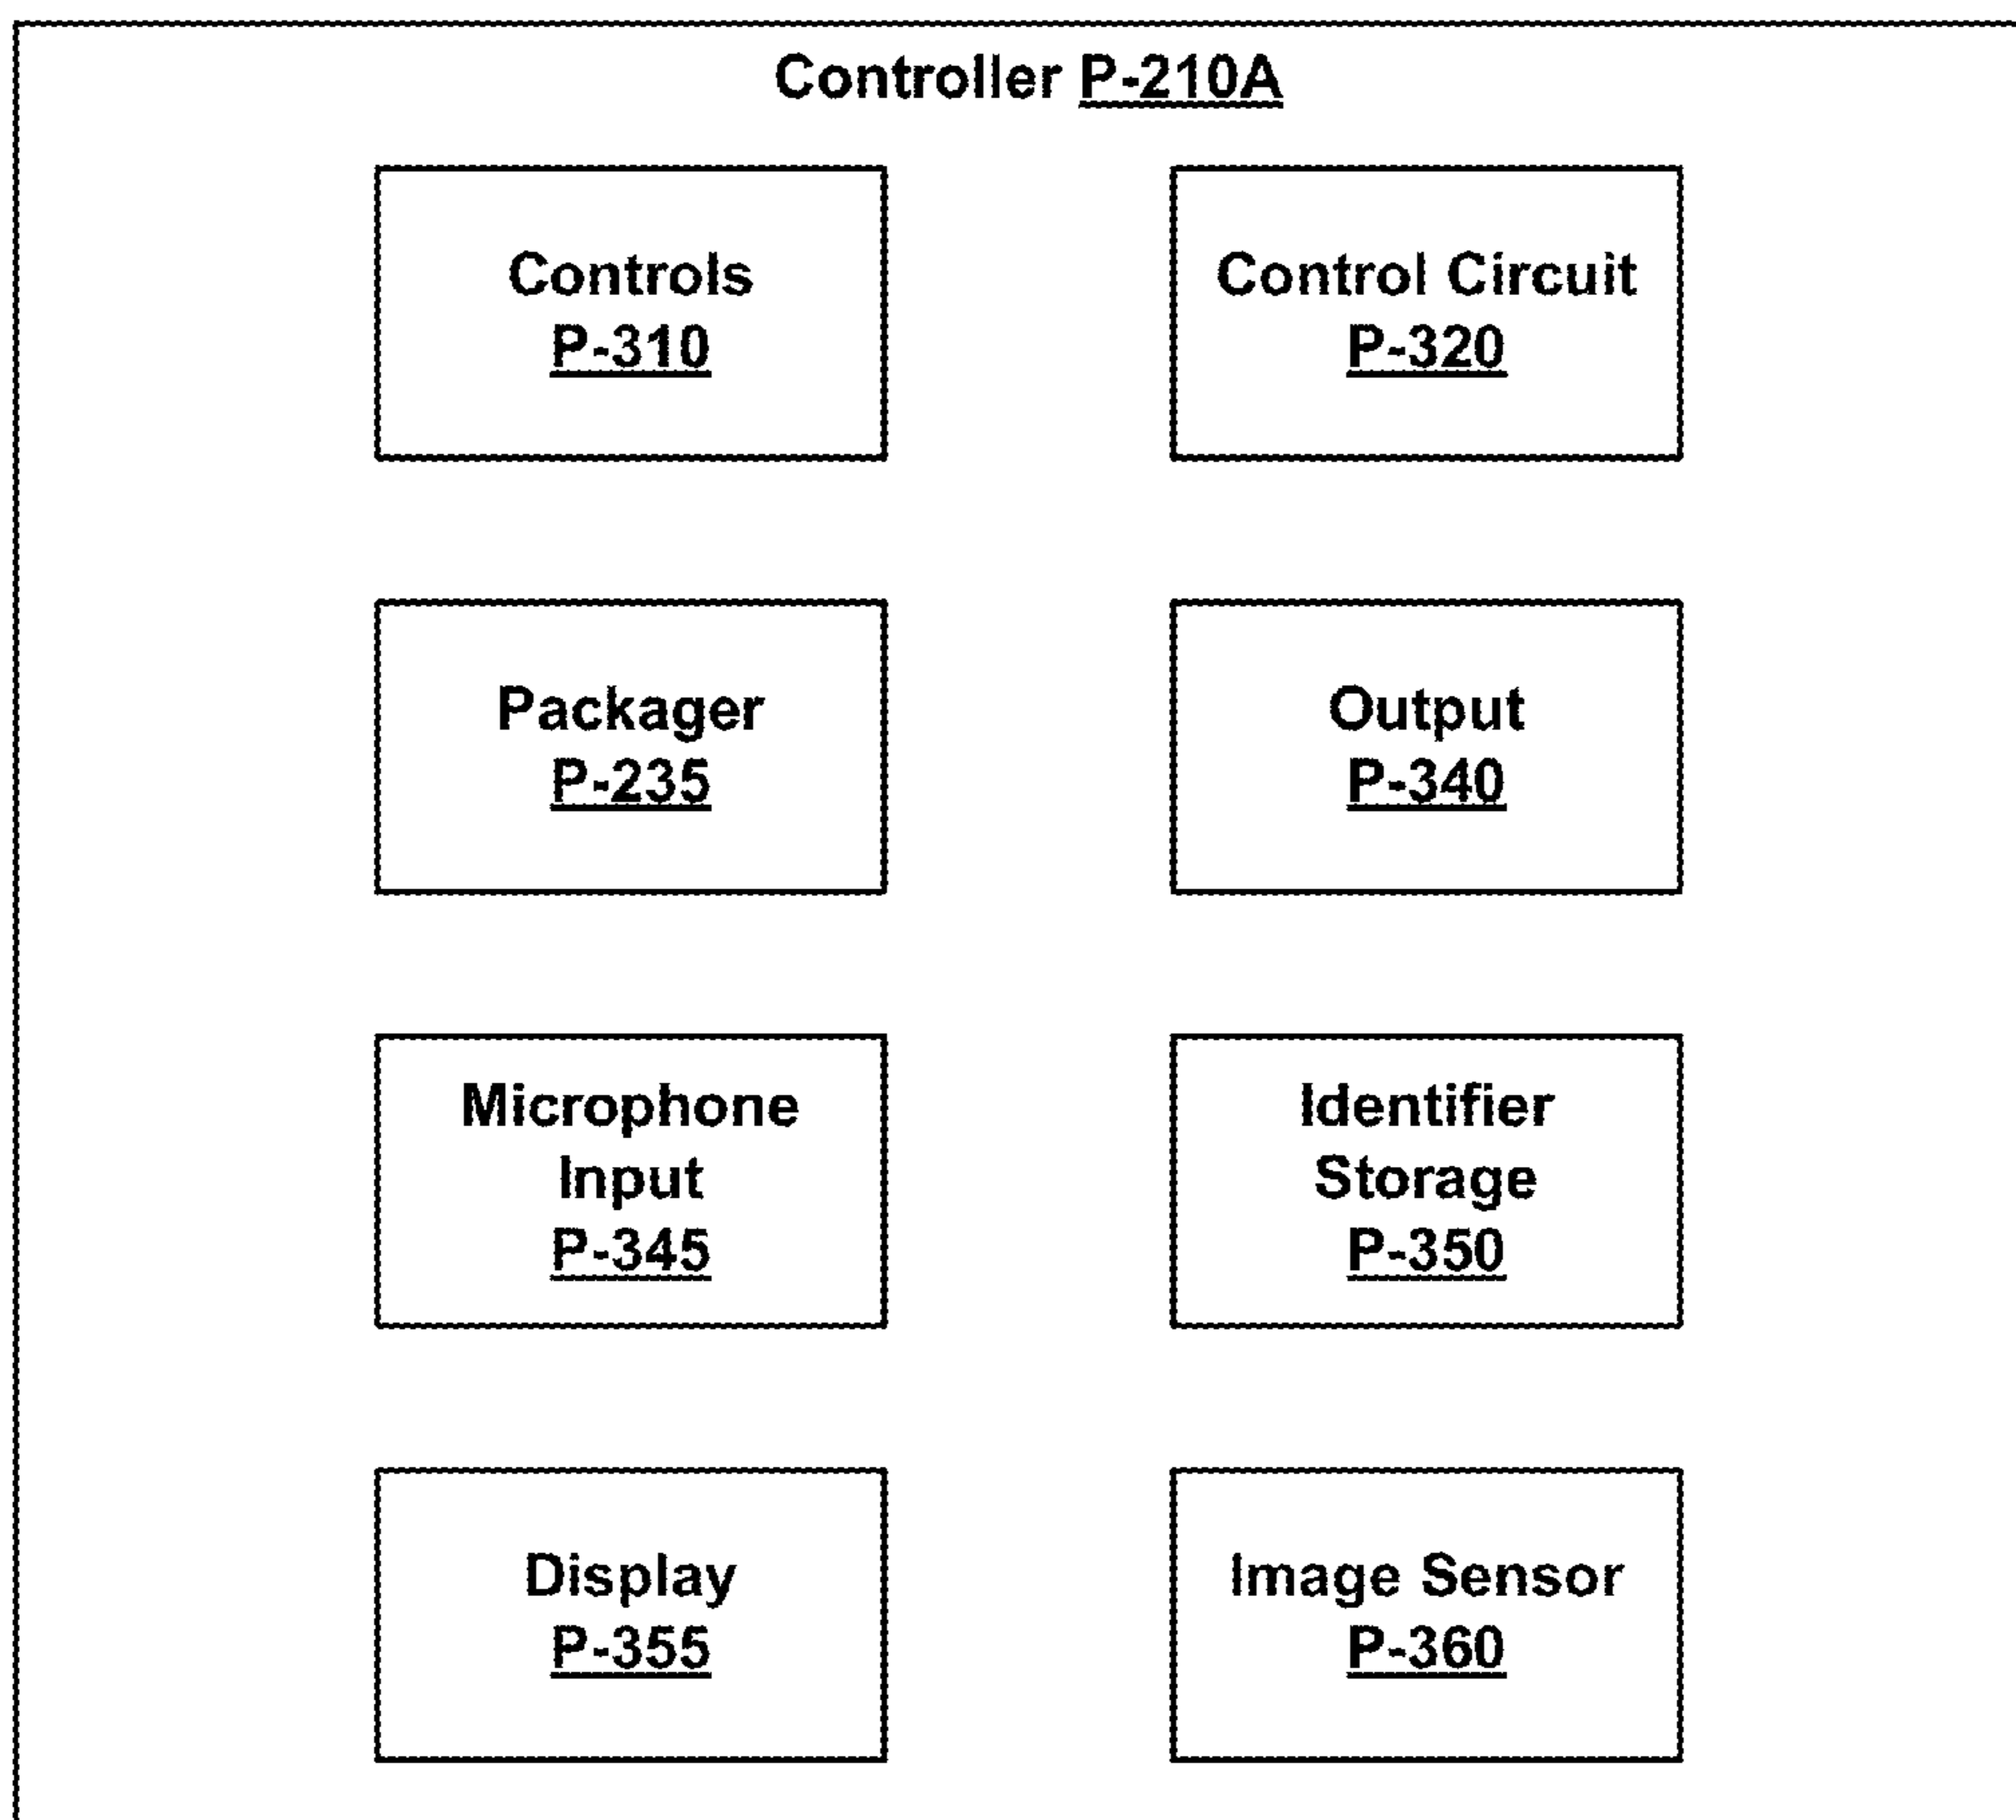 Controller P-210A
Controls
P-310
Control Circuit
P-320
Packager
P-235
Output
P-340
Microphone
Input
P-345
Identifier
Storage
P-350
Display
P-355
Image Sensor
P-360